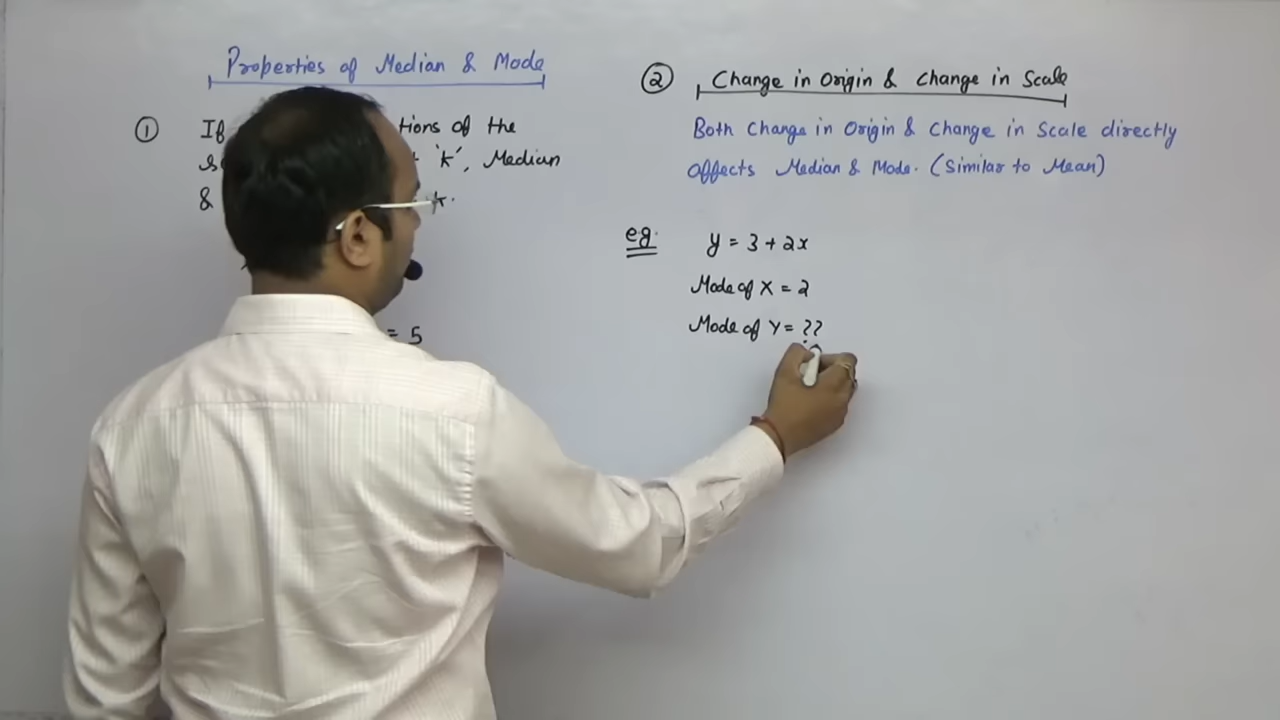 Properties of Median & Mode
① If tions of the
'k', Median
& k.
= 5
② Change in Origin & Change in Scale
Both Change in Origin & Change in Scale directly
affects Median & Mode. (Similar to Mean)
eg. y = 3 + 2x
Mode of X = 2
Mode of Y = ??